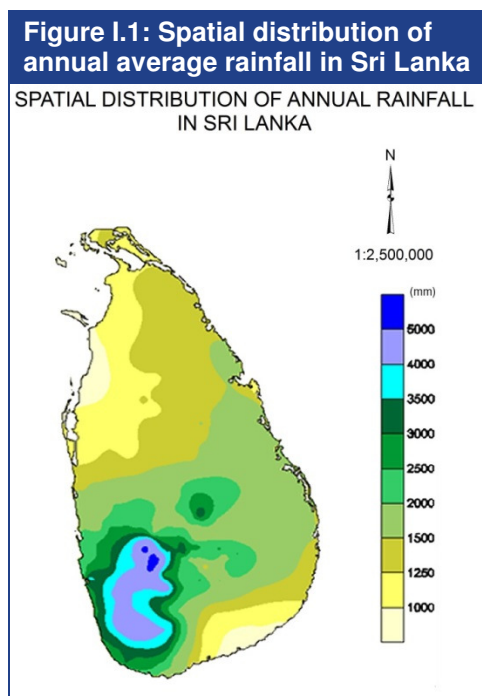 Figure I.1: Spatial distribution of
annual average rainfall in Sri Lanka
SPATIAL DISTRIBUTION OF ANNUAL RAINFALL
IN SRI LANKA
N
1:2,500,000
(mm)
5000
4000
3500
3000
2500
2000
1500
1250
1000